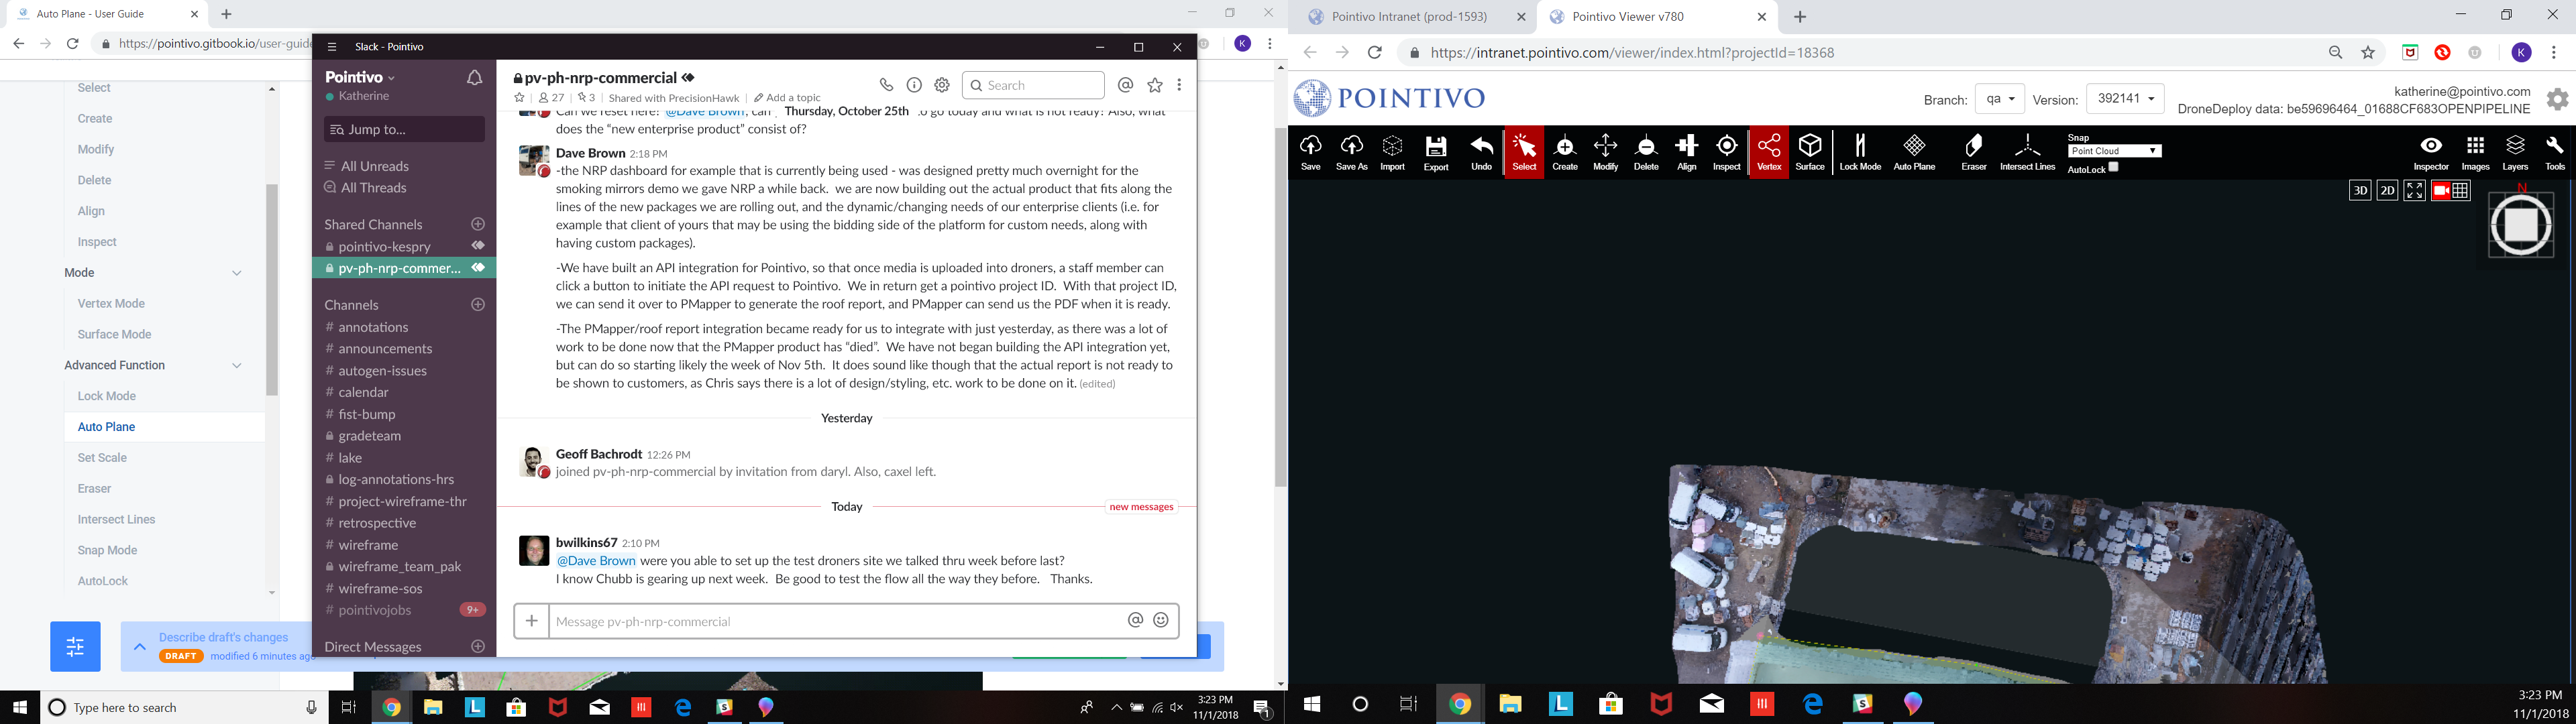 Auto Plane - User Guide
https://pointivo.gitbook.io/user-guide
K
Select
Create
Modify
Delete
Align
Inspect
Mode
Vertex Mode
Surface Mode
Advanced Function
Lock Mode
Auto Plane
Set Scale
Eraser
Intersect Lines
Snap Mode
AutoLock
Describe draft's changes
DRAFT modified 6 minutes ago
Slack - Pointivo
Pointivo
Katherine
Jump to...
All Unreads
All Threads
Shared Channels
pointivo-kespry
pv-ph-nrp-commer...
Channels
# annotations
# announcements
# autogen-issues
# calendar
# fist-bump
gradeteam
# lake
log-annotations-hrs
# project-wireframe-thr
# retrospective
# wireframe
wireframe_team_pak
# wireframe-sos
# pointivojobs 9+
Direct Messages
pv-ph-nrp-commercial
27 | 3 | Shared with PrecisionHawk | Add a topic
Search
Can we reset here? @Dave Brown, can Thursday, October 25th to go today and what is not ready? Also, what
does the “new enterprise product” consist of?
Dave Brown 2:18 PM
-the NRP dashboard for example that is currently being used - was designed pretty much overnight for the
smoking mirrors demo we gave NRP a while back. we are now building out the actual product that fits along the
lines of the new packages we are rolling out, and the dynamic/changing needs of our enterprise clients (i.e. for
example that client of yours that may be using the bidding side of the platform for custom needs, along with
having custom packages).
-We have built an API integration for Pointivo, so that once media is uploaded into droners, a staff member can
click a button to initiate the API request to Pointivo. We in return get a pointivo project ID. With that project ID,
we can send it over to PMapper to generate the roof report, and PMapper can send us the PDF when it is ready.
-The PMapper/roof report integration became ready for us to integrate with just yesterday, as there was a lot of
work to be done now that the PMapper product has “died”. We have not began building the API integration yet,
but can do so starting likely the week of Nov 5th. It does sound like though that the actual report is not ready to
be shown to customers, as Chris says there is a lot of design/styling, etc. work to be done on it. (edited)
Yesterday
Geoff Bachrodt 12:26 PM
joined pv-ph-nrp-commercial by invitation from daryl. Also, caxel left.
Today
new messages
bwilkins67 2:10 PM
@Dave Brown were you able to set up the test droners site we talked thru week before last?
I know Chubb is gearing up next week. Be good to test the flow all the way they before. Thanks.
Message pv-ph-nrp-commercial
Type here to search
3:23 PM
11/1/2018
1
Pointivo Intranet (prod-1593)
Pointivo Viewer v780
https://intranet.pointivo.com/viewer/index.html?projectId=18368
K
POINTIVO
Branch: qa Version: 392141
katherine@pointivo.com
DroneDeploy data: be59696464_01688CF683OPENPIPELINE
Save
Save As
Import
Export
Undo
Select
Create
Modify
Delete
Align
Inspect
Vertex
Surface
Lock Mode
Auto Plane
Eraser
Intersect Lines
Snap
Point Cloud
AutoLock
Inspector
Images
Layers
Tools
3D
2D
N
3:23 PM
11/1/2018